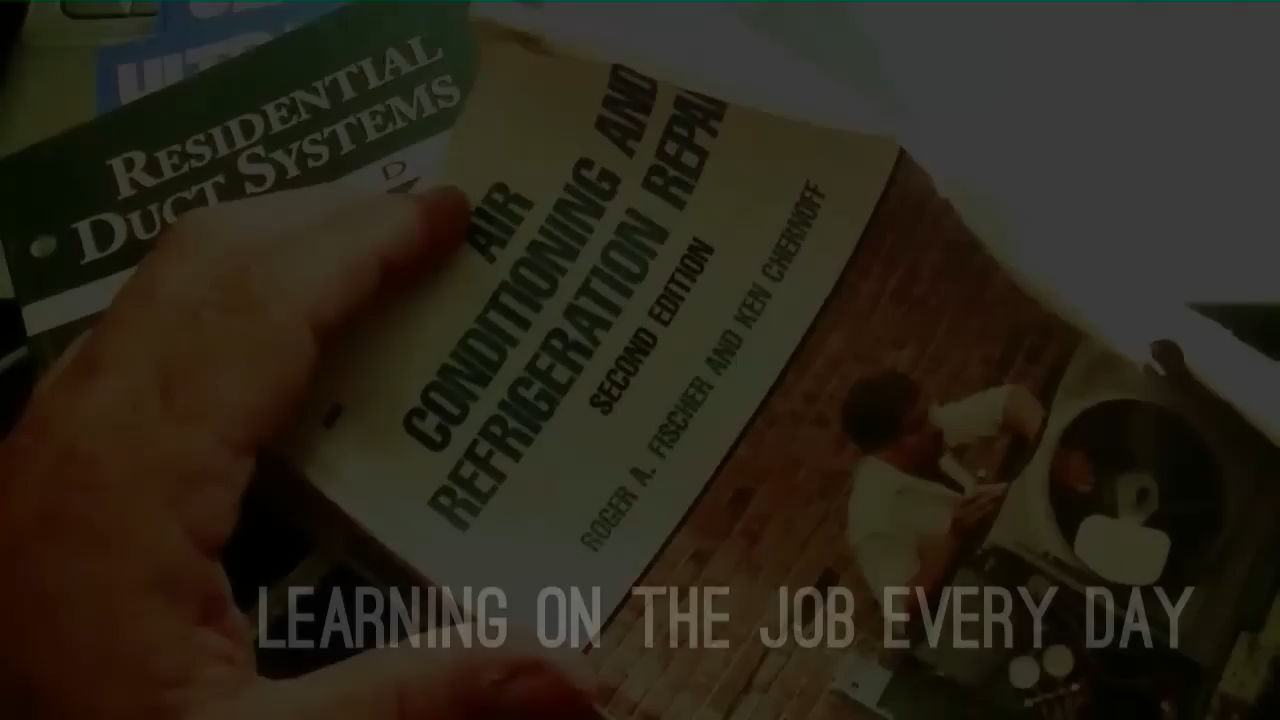 RESIDENTIAL
DUCT SYSTEMS
D
AIR
CONDITIONING AND
REFRIGERATION
SECOND EDITION
ROGER A. FISCHER AND KEN CHERNOFF
LEARNING ON THE JOB EVERY DAY